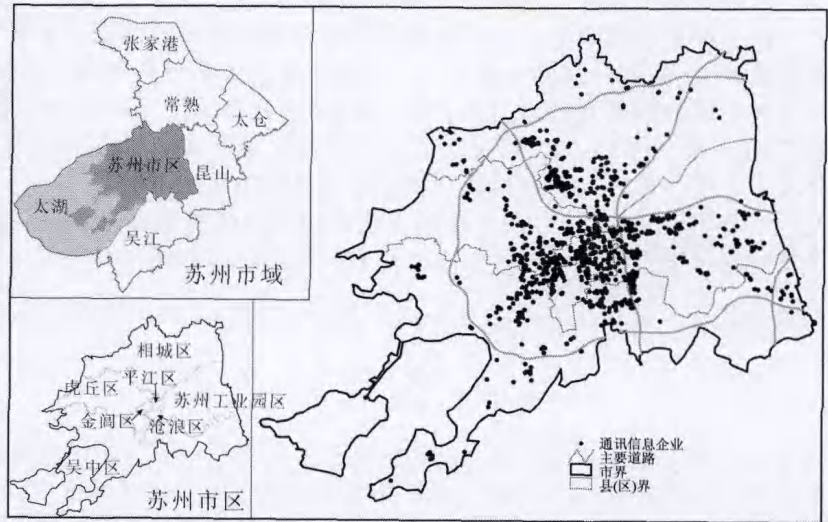 张家港
常熟
太仓
苏州市区
昆山
太湖
吴江
苏州市域
相城区
平江区
虎丘区
苏州工业园区
金阊区
沧浪区
吴中区
苏州市区
通讯信息企业
主要道路
市界
县(区)界